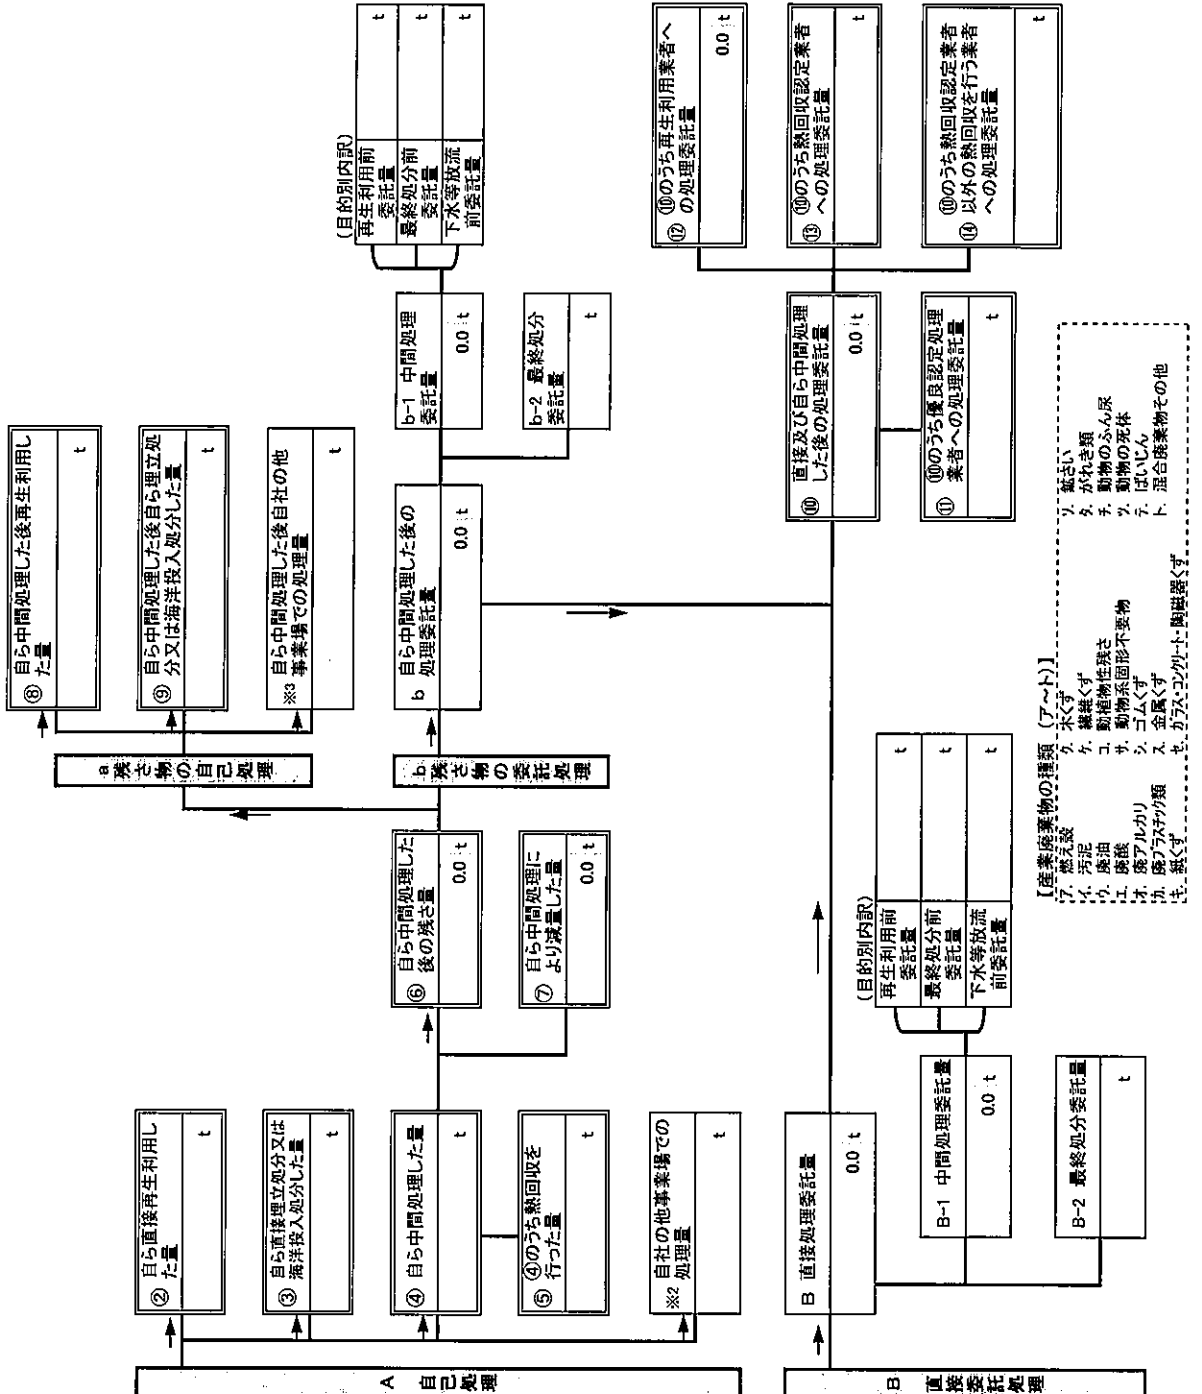 A 自己処理
② 自ら直接再生利用し
た量
t
③ 自ら直接埋立処分又は
海洋投入処分した量
t
④ 自ら中間処理した量
t
⑤ ④のうち熱回収を
行った量
t
※2 自社の他事業場での
処理量
t
⑥ 自ら中間処理した
後の残さ量
0.0 t
⑦ 自ら中間処理に
より減量した量
0.0 t
a 残さ物の自己処理
⑧ 自ら中間処理した後再生利用し
た量
t
⑨ 自ら中間処理した後自ら埋立処
分又は海洋投入処分した量
t
※3 自ら中間処理した後自社の他
事業場での処理量
t
b 残さ物の委託処理
b 自ら中間処理した後の
処理委託量
0.0 t
b-1 中間処理
委託量
0.0 t
b-2 最終処分
委託量
t
(目的別内訳)
再生利用前
委託量
t
最終処分前
委託量
t
下水等放流
前委託量
t
B 直接委託処理
B 直接処理委託量
0.0 t
B-1 中間処理委託量
0.0 t
B-2 最終処分委託量
t
(目的別内訳)
再生利用前
委託量
t
最終処分前
委託量
t
下水等放流
前委託量
t
⑩ 直接及び自ら中間処理
した後の処理委託量
0.0 t
⑪ ⑩のうち優良認定処理
業者への処理委託量
t
⑫ ⑩のうち再生利用業者へ
の処理委託量
0.0 t
⑬ ⑩のうち熱回収認定業者
への処理委託量
t
⑭ ⑩のうち熱回収認定業者
以外の熱回収を行う業者
への処理委託量
t
【産業廃棄物の種類 (ア~ト)】
ア. 燃え殻
イ. 汚泥
ウ. 廃油
エ. 廃酸
オ. 廃アルカリ
カ. 廃プラスチック類
キ. 紙くず
ク. 木くず
ケ. 繊維くず
コ. 動植物性残さ
サ. 動物系固形不要物
シ. ゴムくず
ス. 金属くず
セ. ガラス・コンクリート・陶磁器くず
ソ. 鉱さい
タ. がれき類
チ. 動物のふん尿
ツ. 動物の死体
テ. ばいじん
ト. 混合廃棄物その他